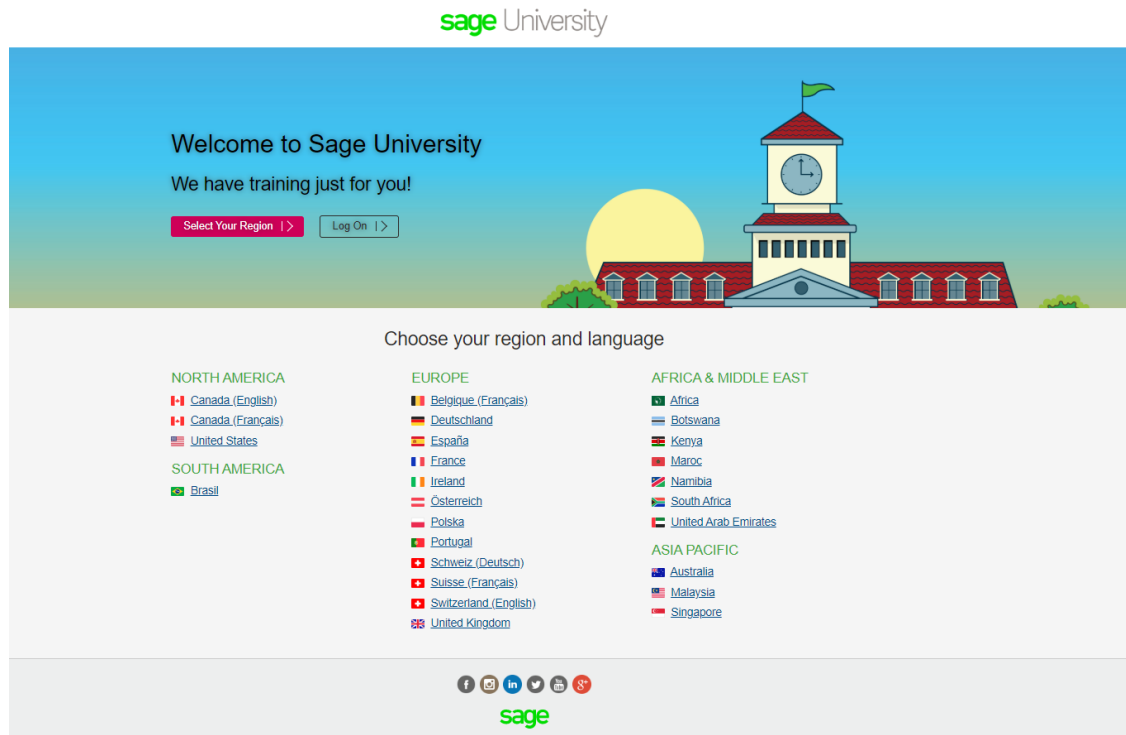 sage University
Welcome to Sage University
We have training just for you!
Select Your Region
Log On
Choose your region and language
NORTH AMERICA
Canada (English)
Canada (Français)
United States
SOUTH AMERICA
Brasil
EUROPE
Belgique (Français)
Deutschland
España
France
Ireland
Österreich
Polska
Portugal
Schweiz (Deutsch)
Suisse (Français)
Switzerland (English)
United Kingdom
AFRICA & MIDDLE EAST
Africa
Botswana
Kenya
Maroc
Namibia
South Africa
United Arab Emirates
ASIA PACIFIC
Australia
Malaysia
Singapore
sage